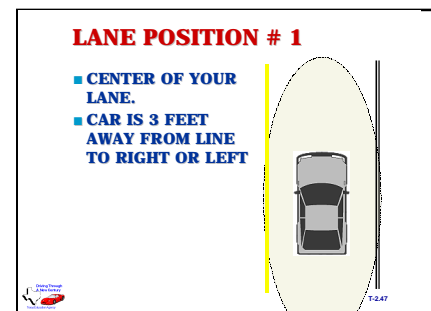 LANE POSITION # 1
CENTER OF YOUR
LANE.
CAR IS 3 FEET
AWAY FROM LINE
TO RIGHT OR LEFT
Driving Through
A New Century
T-2.47